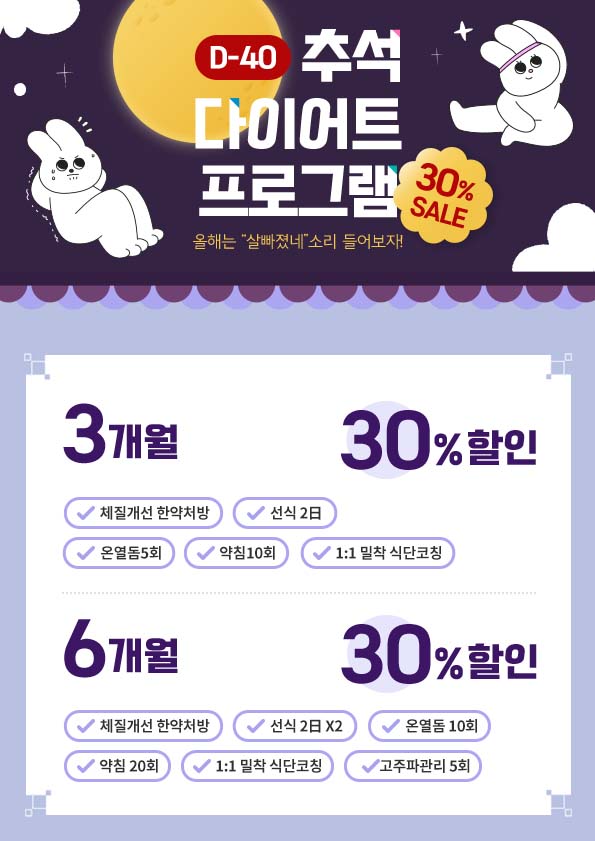 D-40 추석
다이어트
프로그램
30%
SALE
올해는 "살빠졌네"소리 들어보자!
3개월 30%할인
체질개선 한약처방 선식 2日
온열돔5회 약침10회 1:1 밀착 식단코칭
6개월 30%할인
체질개선 한약처방 선식 2日 X2 온열돔 10회
약침 20회 1:1 밀착 식단코칭 고주파관리 5회